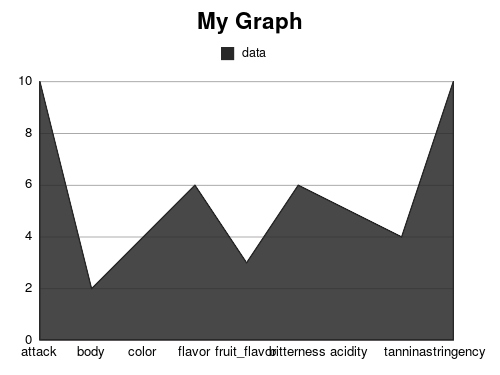 My Graph
data
10
8
6
4
2
0
attack body color flavor fruit_flavor bitterness acidity tannin astringency